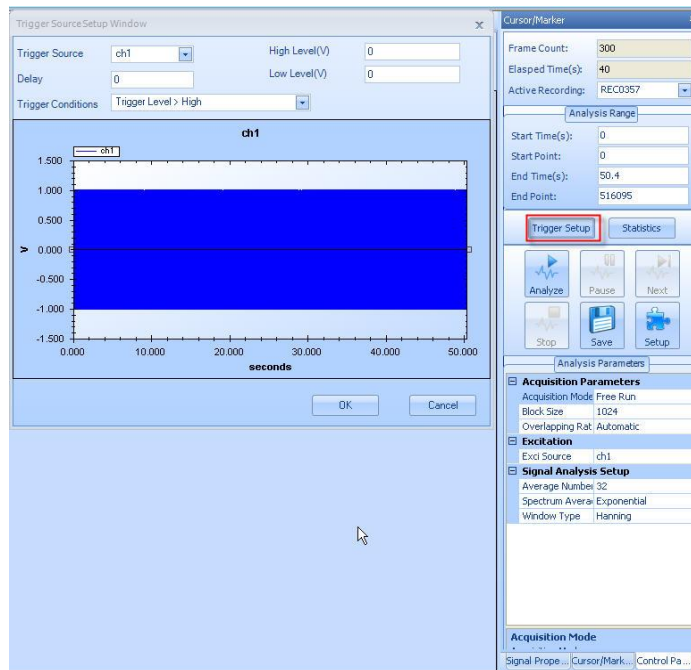 Trigger Source Setup Window
x
Trigger Source
ch1
High Level(V)
0
Delay
0
Low Level(V)
0
Trigger Conditions
Trigger Level > High
ch1
ch1
1.500
1.000
0.500
0.000
-0.500
-1.000
-1.500
V
0.000 10.000 20.000 30.000 40.000 50.000
seconds
OK
Cancel
Cursor/Marker
Frame Count: 300
Elasped Time(s): 40
Active Recording: REC0357
Analysis Range
Start Time(s): 0
Start Point: 0
End Time(s): 50.4
End Point: 516095
Trigger Setup
Statistics
Analyze
Pause
Next
Stop
Save
Setup
Analysis Parameters
Acquisition Parameters
Acquisition Mode Free Run
Block Size 1024
Overlapping Rat Automatic
Excitation
Exci Source ch1
Signal Analysis Setup
Average Number 32
Spectrum Avera Exponential
Window Type Hanning
Acquisition Mode
Signal Prope... Cursor/Mark... Control Pa...